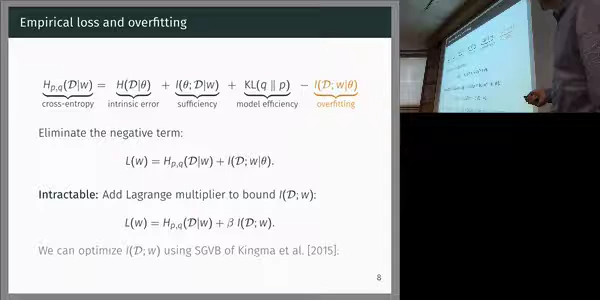 Empirical loss and overfitting
H_{p,q}(𝒟|w) = H(𝒟|θ) + I(θ; 𝒟|w) + KL(q ∥ p) − I(𝒟; w|θ)
cross-entropy intrinsic error sufficiency model efficiency overfitting
Eliminate the negative term:
L(w) = H_{p,q}(𝒟|w) + I(𝒟; w|θ).
Intractable: Add Lagrange multiplier to bound I(𝒟; w):
L(w) = H_{p,q}(𝒟|w) + β I(𝒟; w).
We can optimize I(𝒟; w) using SGVB of Kingma et al. [2015]:
8